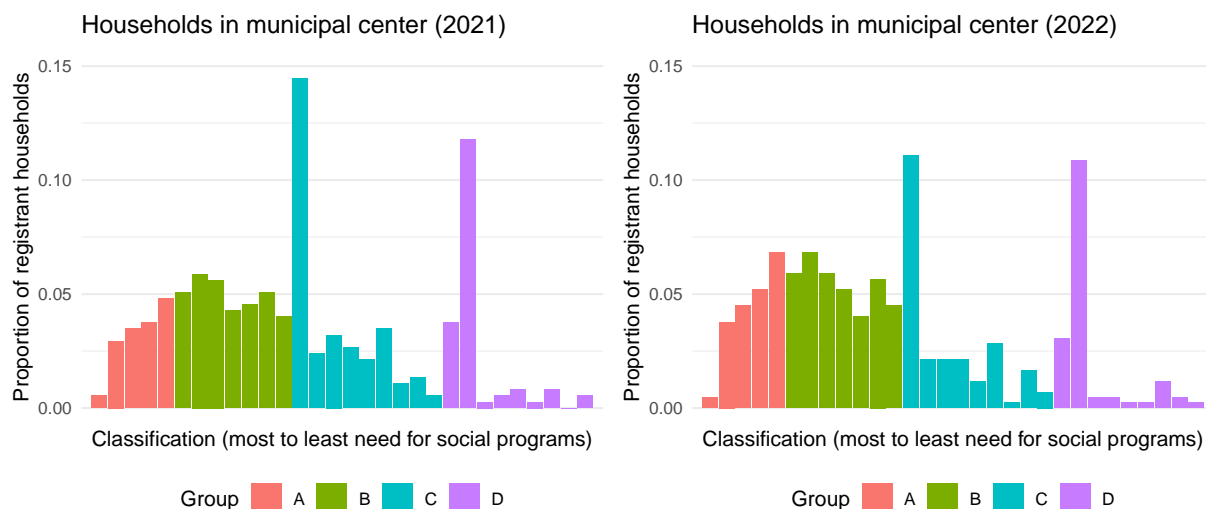 Households in municipal center (2021)
Proportion of registrant households
0.15
0.10
0.05
0.00
Classification (most to least need for social programs)
Group A B C D
Households in municipal center (2022)
Proportion of registrant households
0.15
0.10
0.05
0.00
Classification (most to least need for social programs)
Group A B C D